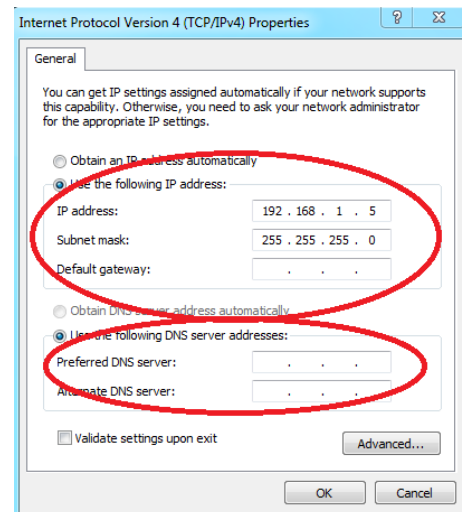 Internet Protocol Version 4 (TCP/IPv4) Properties
General
You can get IP settings assigned automatically if your network supports
this capability. Otherwise, you need to ask your network administrator
for the appropriate IP settings.
Obtain an IP address automatically
Use the following IP address:
IP address: 192 . 168 . 1 . 5
Subnet mask: 255 . 255 . 255 . 0
Default gateway: . . .
Obtain DNS server address automatically
Use the following DNS server addresses:
Preferred DNS server: . . .
Alternate DNS server: . . .
Validate settings upon exit
Advanced...
OK Cancel